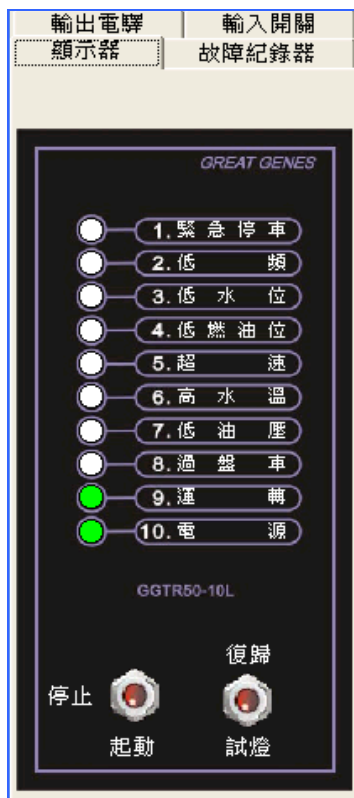 輸出電驛 輸入開關
顯示器 故障紀錄器
GREAT GENES
1. 緊急停車
2. 低頻
3. 低水位
4. 低燃油位
5. 超速
6. 高水溫
7. 低油壓
8. 過盤車
9. 運轉
10. 電源
GGTR50-10L
復歸
停止
起動 試燈